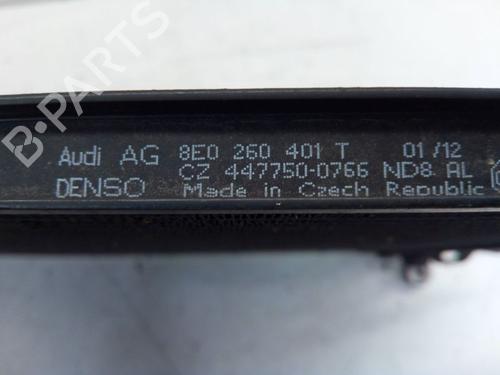 B-PARTS
Audi AG 8E0 260 401 T 01/12
CZ 447750-0766 ND8 AL
DENSO Made in Czech Republic